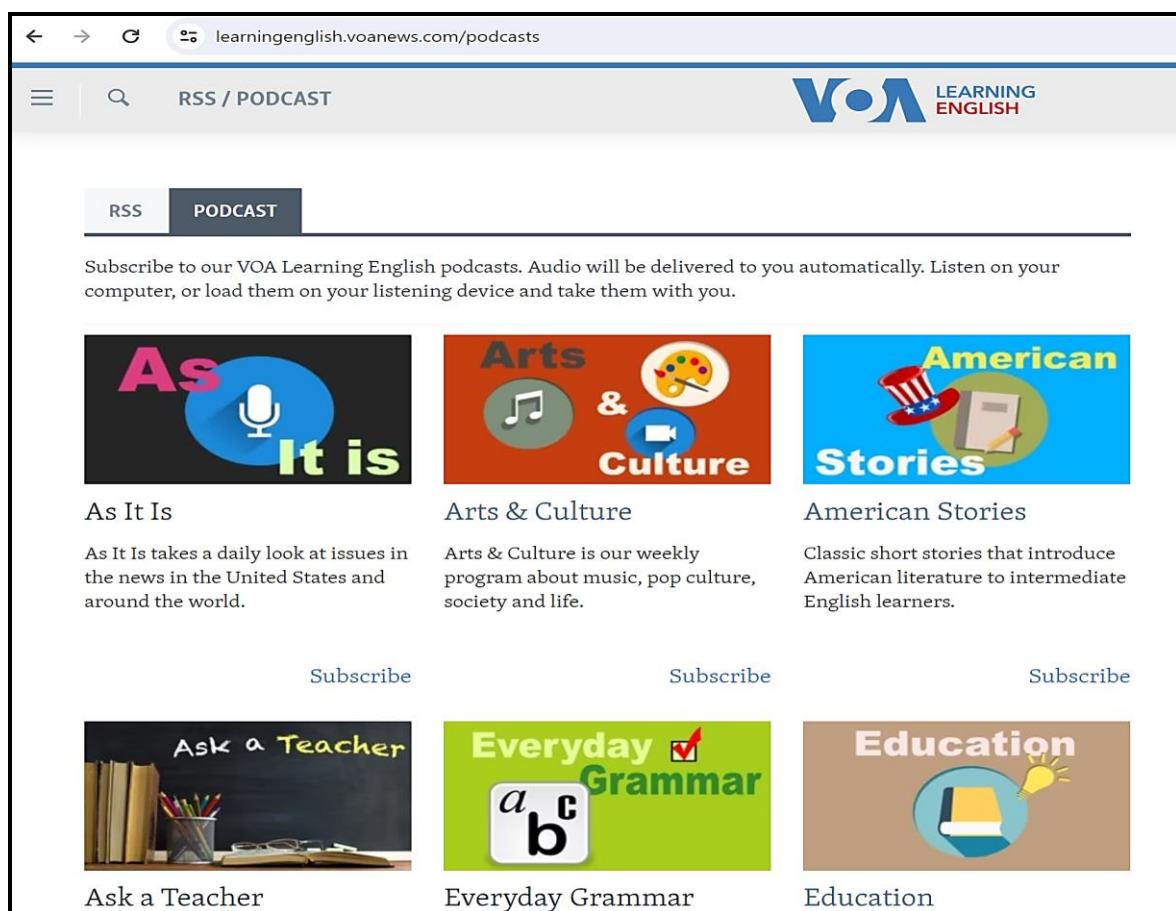 learningenglish.voanews.com/podcasts
RSS / PODCAST
VOA LEARNING
ENGLISH
RSS PODCAST
Subscribe to our VOA Learning English podcasts. Audio will be delivered to you automatically. Listen on your
computer, or load them on your listening device and take them with you.
As
It is
As It Is
As It Is takes a daily look at issues in
the news in the United States and
around the world.
Subscribe
Arts
&
Culture
Arts & Culture
Arts & Culture is our weekly
program about music, pop culture,
society and life.
Subscribe
American
Stories
American Stories
Classic short stories that introduce
American literature to intermediate
English learners.
Subscribe
Ask a Teacher
Ask a Teacher
Everyday
Grammar
a b c
Everyday Grammar
Education
Education